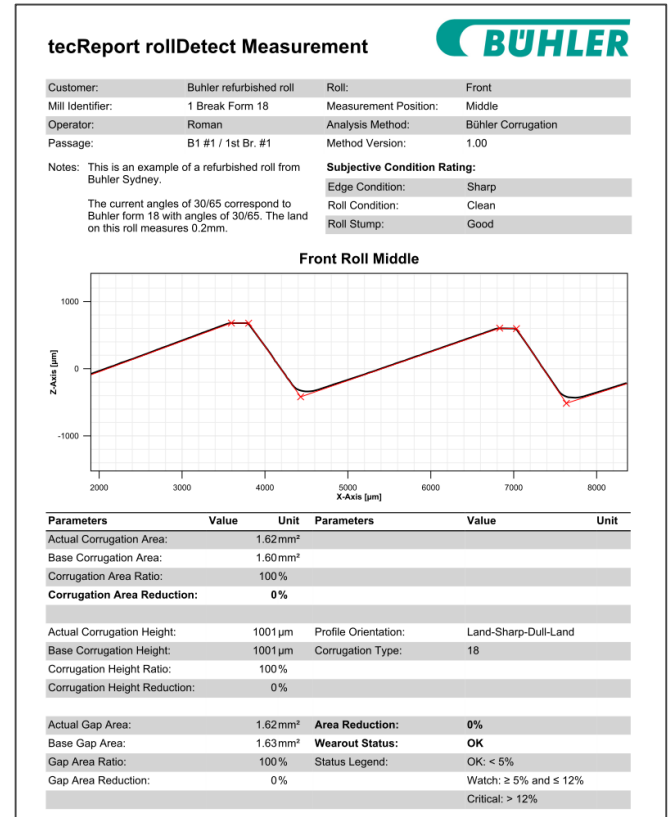 tecReport rollDetect Measurement
BÜHLER
Customer: Buhler refurbished roll Roll: Front
Mill Identifier: 1 Break Form 18 Measurement Position: Middle
Operator: Roman Analysis Method: Bühler Corrugation
Passage: B1 #1 / 1st Br. #1 Method Version: 1.00
Notes: This is an example of a refurbished roll from
Buhler Sydney.
The current angles of 30/65 correspond to
Buhler form 18 with angles of 30/65. The land
on this roll measures 0.2mm.
Subjective Condition Rating:
Edge Condition: Sharp
Roll Condition: Clean
Roll Stump: Good
Front Roll Middle
1000
0
-1000
Z-Axis [µm]
2000 3000 4000 5000 6000 7000 8000
X-Axis [µm]
Parameters Value Unit Parameters Value Unit
Actual Corrugation Area: 1.62 mm²
Base Corrugation Area: 1.60 mm²
Corrugation Area Ratio: 100 %
Corrugation Area Reduction: 0 %
Actual Corrugation Height: 1001 µm Profile Orientation: Land-Sharp-Dull-Land
Base Corrugation Height: 1001 µm Corrugation Type: 18
Corrugation Height Ratio: 100 %
Corrugation Height Reduction: 0 %
Actual Gap Area: 1.62 mm² Area Reduction: 0%
Base Gap Area: 1.63 mm² Wearout Status: OK
Gap Area Ratio: 100 % Status Legend: OK: < 5%
Gap Area Reduction: 0 % Watch: ≥ 5% and ≤ 12%
Critical: > 12%